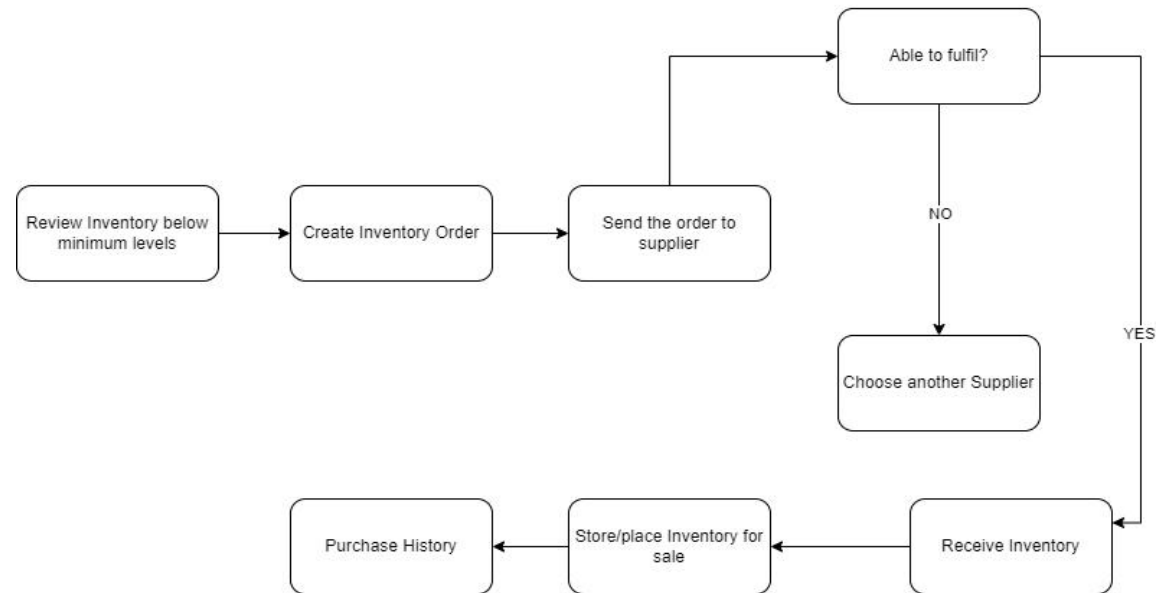 Able to fulfil?
Review Inventory below
minimum levels
Create Inventory Order
Send the order to
supplier
NO
YES
Choose another Supplier
Purchase History
Store/place Inventory for
sale
Receive Inventory